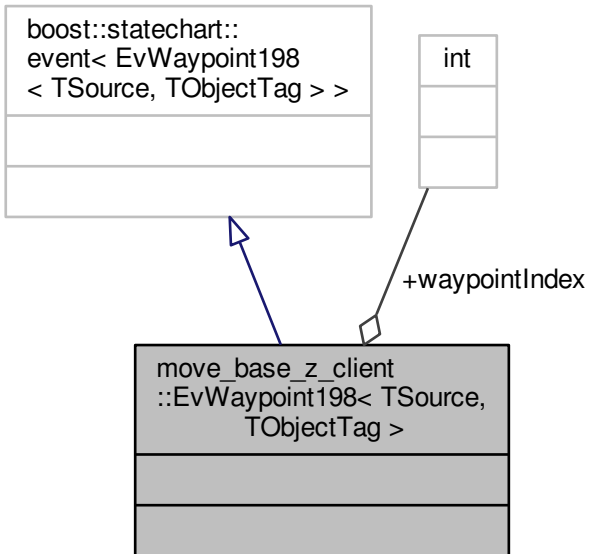 boost::statechart::
event< EvWaypoint198
< TSource, TObjectTag > >
int
+waypointIndex
move_base_z_client
::EvWaypoint198< TSource,
TObjectTag >